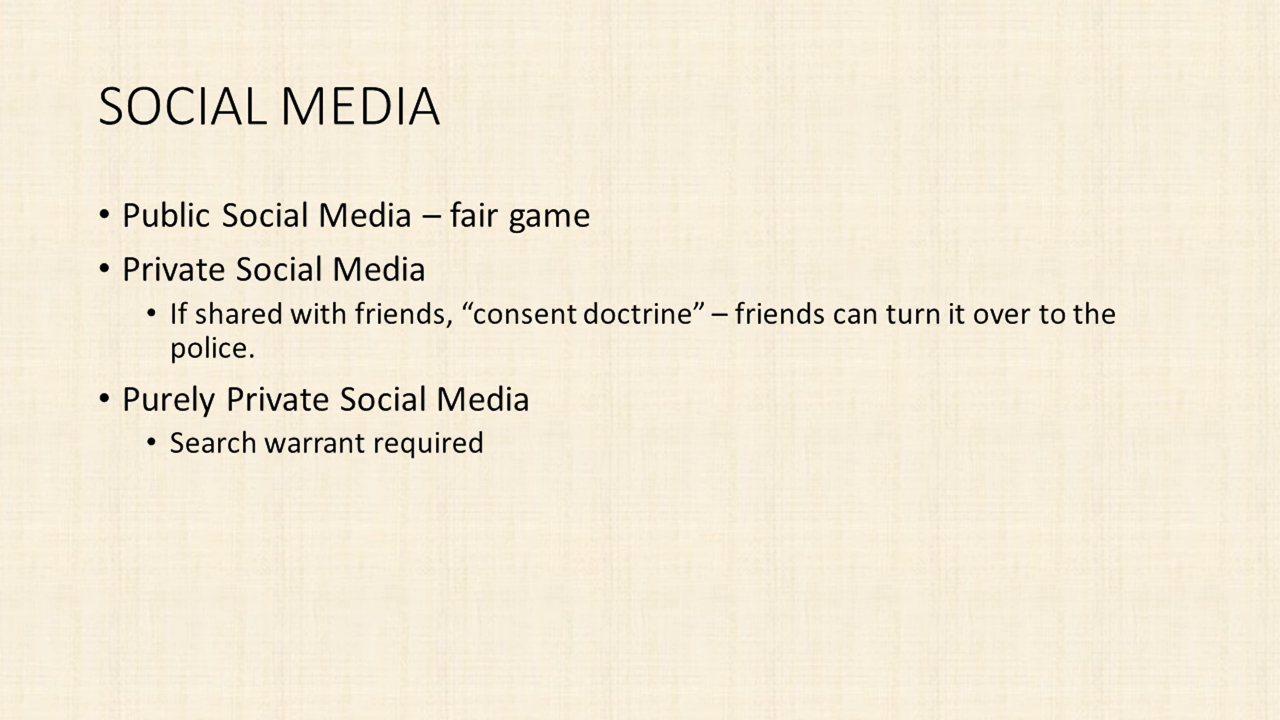 SOCIAL MEDIA
• Public Social Media – fair game
• Private Social Media
• If shared with friends, “consent doctrine” – friends can turn it over to the
police.
• Purely Private Social Media
• Search warrant required